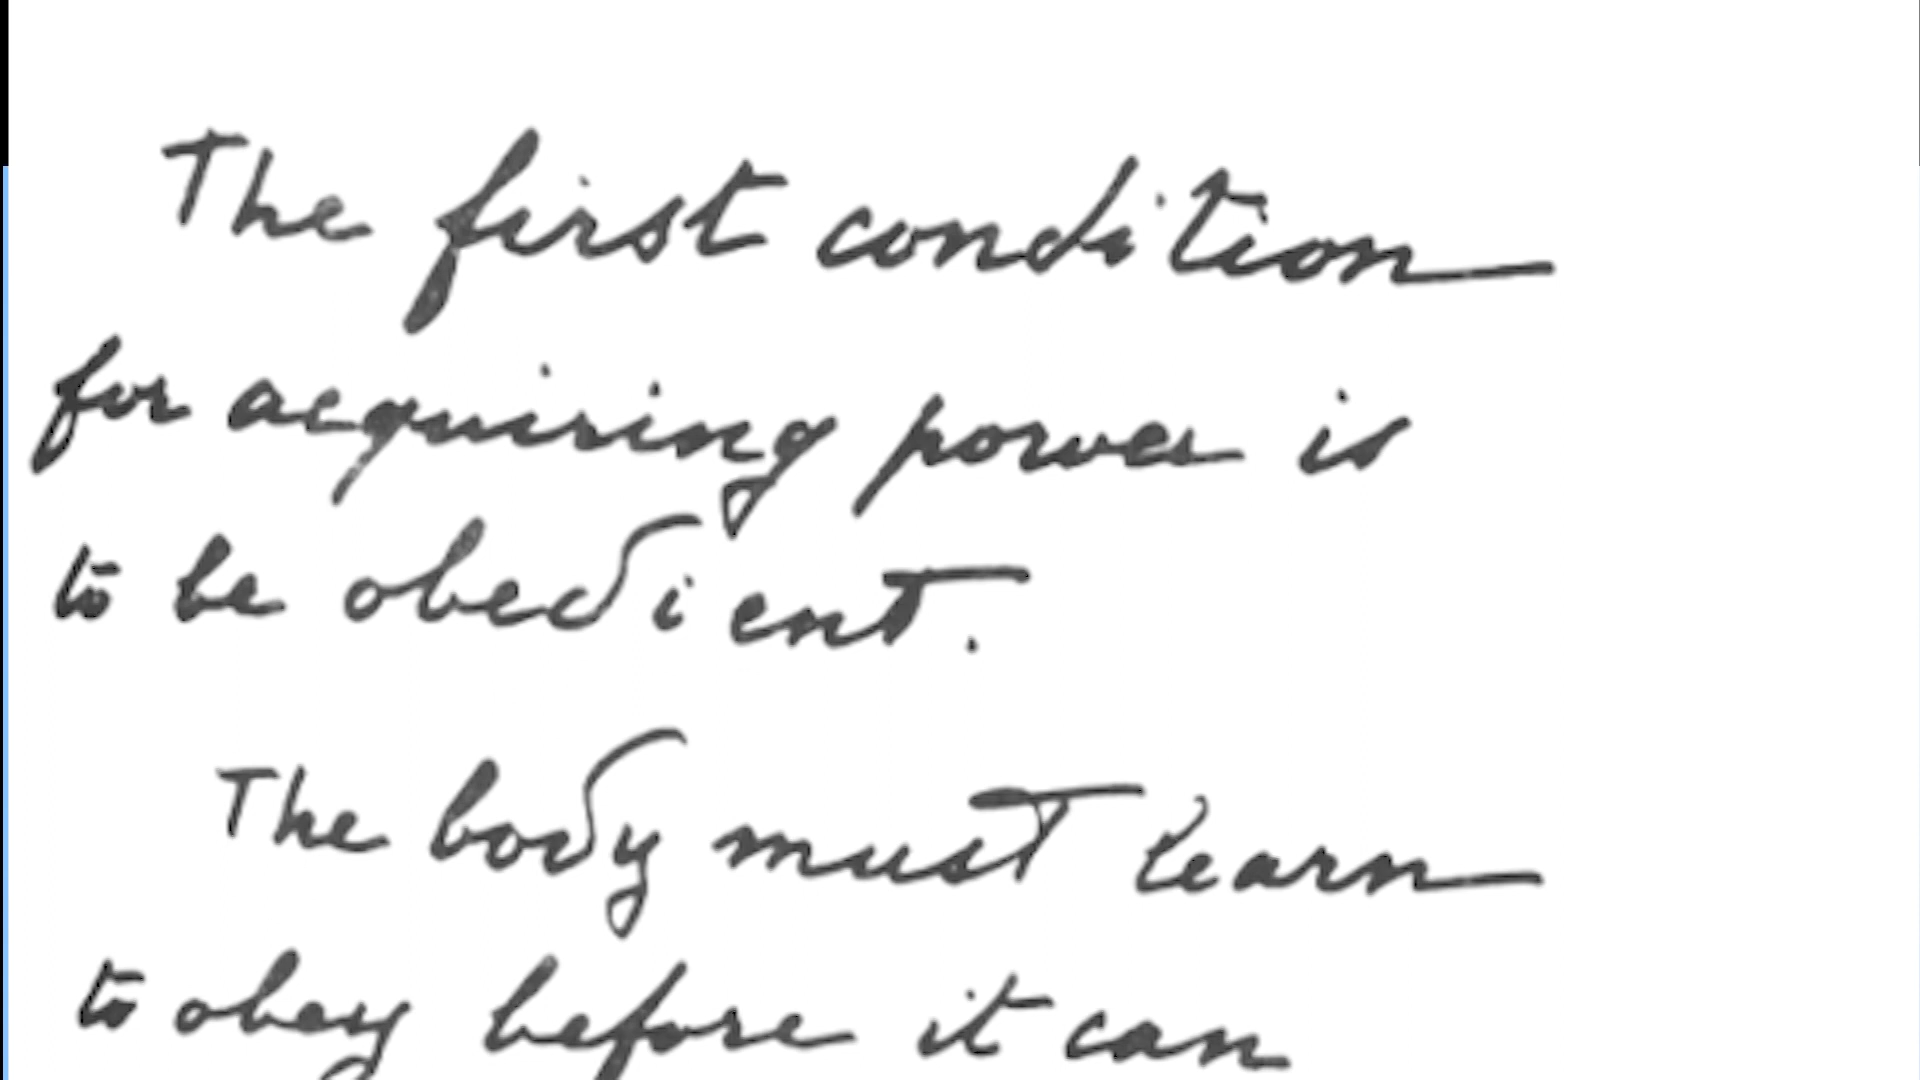 The first condition
for acquiring power is
to be obedient.
The body must learn
to obey before it can